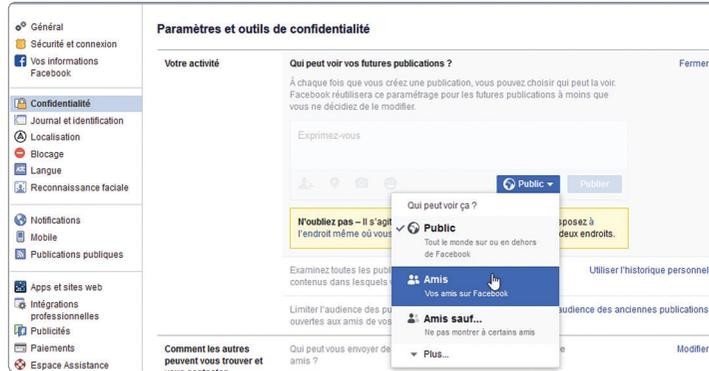 Général
Sécurité et connexion
Vos informations
Facebook
Confidentialité
Journal et identification
Localisation
Blocage
Langue
Reconnaissance faciale
Notifications
Mobile
Publications publiques
Apps et sites web
Intégrations
professionnelles
Publicités
Paiements
Espace Assistance
Paramètres et outils de confidentialité
Votre activité
Qui peut voir vos futures publications ?
Fermer
À chaque fois que vous créez une publication, vous pouvez choisir qui peut la voir.
Facebook réutilisera ce paramétrage pour les futures publications à moins que
vous ne décidiez de le modifier.
Exprimez-vous
Public
Publier
N'oubliez pas – Il s'agit
sposez à
l'endroit même où vous
deux endroits.
Qui peut voir ça ?
Public
Tout le monde sur ou en dehors
de Facebook
Amis
Vos amis sur Facebook
Amis sauf...
Ne pas montrer à certains amis
Plus...
Examinez toutes les publ
Utiliser l'historique personnel
contenus dans lesquels
Limiter l'audience des pu
audience des anciennes publications
ouvertes aux amis de vos
Comment les autres
peuvent vous trouver et
Qui peut vous envoyer de
e
Modifier
amis ?